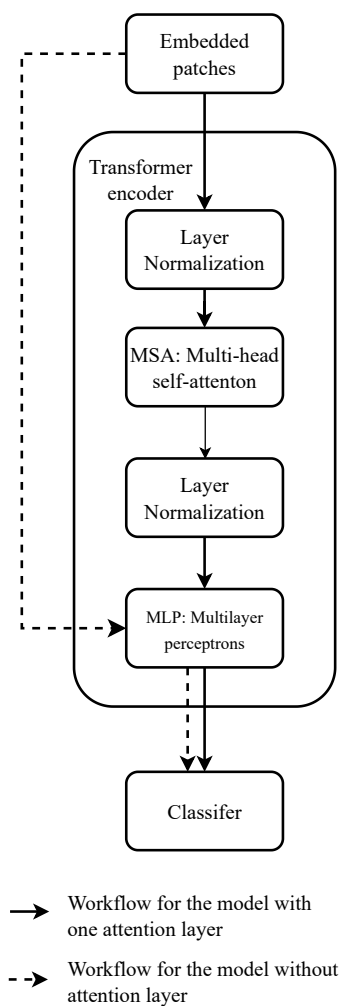 Embedded
patches
Transformer
encoder
Layer
Normalization
MSA: Multi-head
self-attenton
Layer
Normalization
MLP: Multilayer
perceptrons
Classifer
Workflow for the model with
one attention layer
Workflow for the model without
attention layer